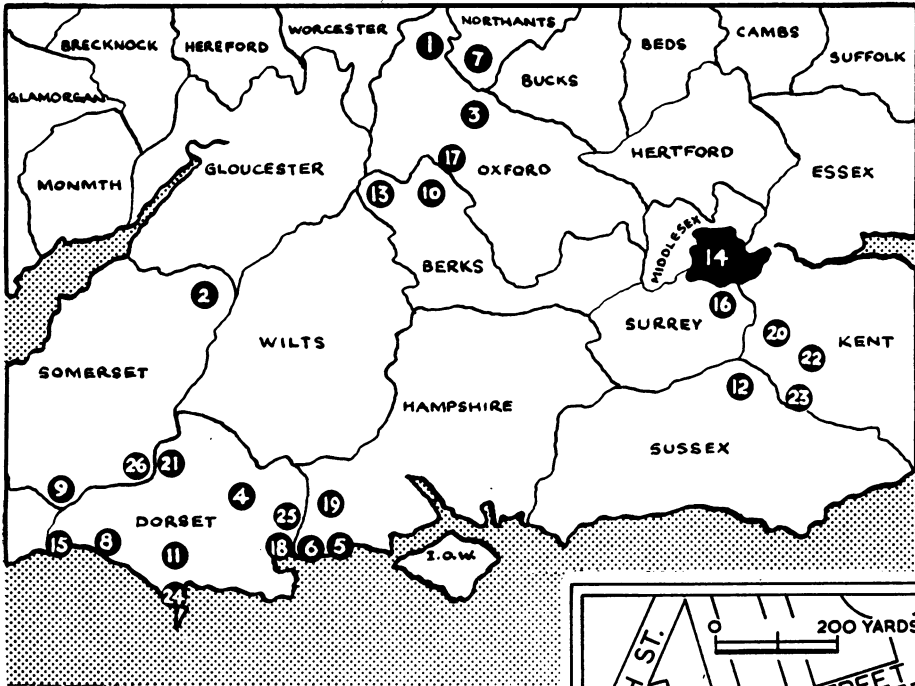 WORCESTER
NORTHANTS
BRECKNOCK
HEREFORD
1
7
BEDS
CAMBS
SUFFOLK
BUCKS
GLAMORGAN
3
MONMTH
GLOUCESTER
17
OXFORD
HERTFORD
ESSEX
13
10
MIDDLESEX
14
BERKS
2
16
SURREY
20
KENT
WILTS
22
SOMERSET
12
23
HAMPSHIRE
SUSSEX
26
21
9
4
19
DORSET
25
15
8
11
18
6
5
I.O.W.
24
0
200 YARDS
ST.